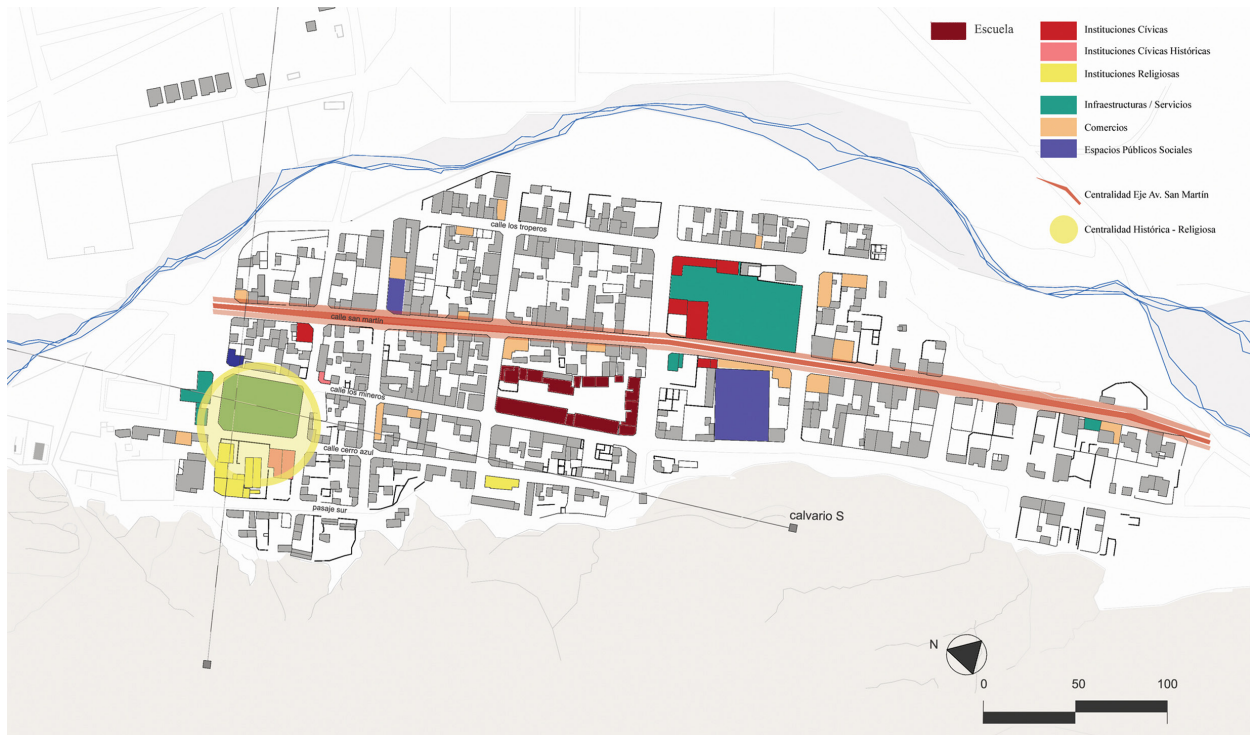 Escuela
Instituciones Cívicas
Instituciones Cívicas Históricas
Instituciones Religiosas
Infraestructuras / Servicios
Comercios
Espacios Públicos Sociales
Centralidad Eje Av. San Martín
Centralidad Histórica - Religiosa
calle los troperos
calle san martín
calle los mineros
calle cerro azul
pasaje sur
calvario S
N
0 50 100